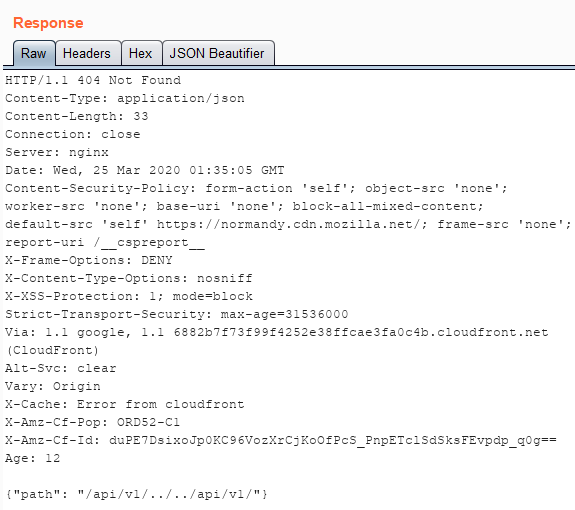 Response
Raw Headers Hex JSON Beautifier
HTTP/1.1 404 Not Found
Content-Type: application/json
Content-Length: 33
Connection: close
Server: nginx
Date: Wed, 25 Mar 2020 01:35:05 GMT
Content-Security-Policy: form-action 'self'; object-src 'none';
worker-src 'none'; base-uri 'none'; block-all-mixed-content;
default-src 'self' https://normandy.cdn.mozilla.net/; frame-src 'none';
report-uri /__cspreport__
X-Frame-Options: DENY
X-Content-Type-Options: nosniff
X-XSS-Protection: 1; mode=block
Strict-Transport-Security: max-age=31536000
Via: 1.1 google, 1.1 6882b7f73f99f4252e38ffcae3fa0c4b.cloudfront.net
(CloudFront)
Alt-Svc: clear
Vary: Origin
X-Cache: Error from cloudfront
X-Amz-Cf-Pop: ORD52-C1
X-Amz-Cf-Id: duPE7DsixoJp0KC96VozXrCjKoOfPcS_PnpETclSdSksFEvpdp_q0g==
Age: 12
{"path": "/api/v1/../../api/v1/"}